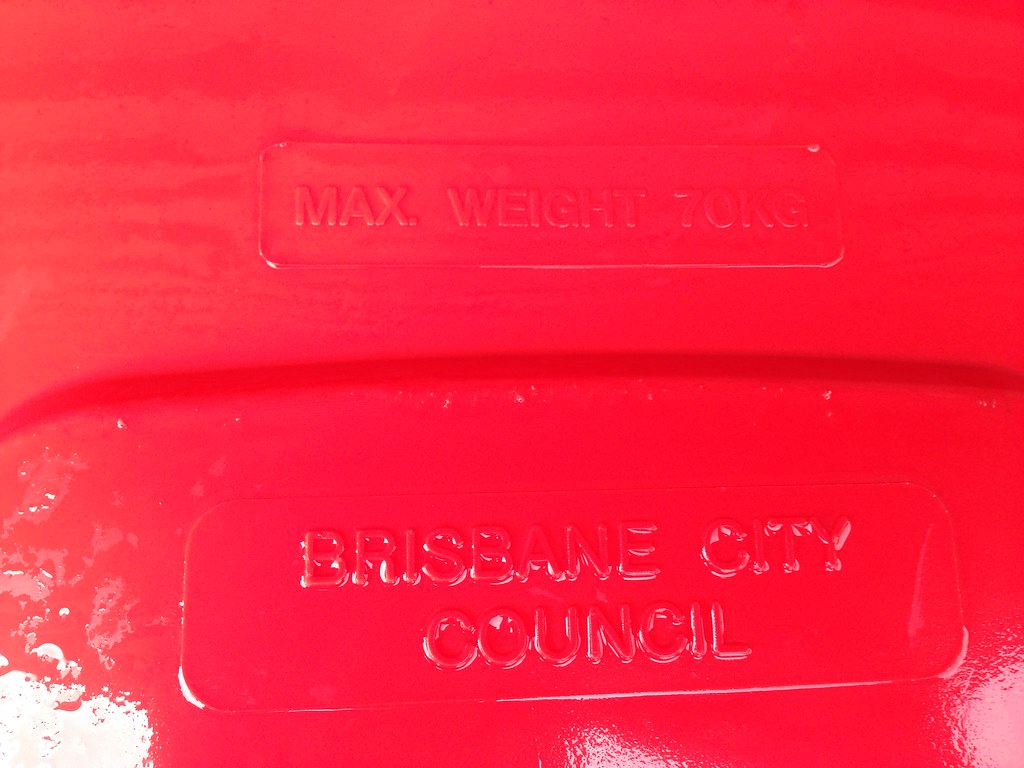 MAX. WEIGHT 70KG
BRISBANE CITY
COUNCIL